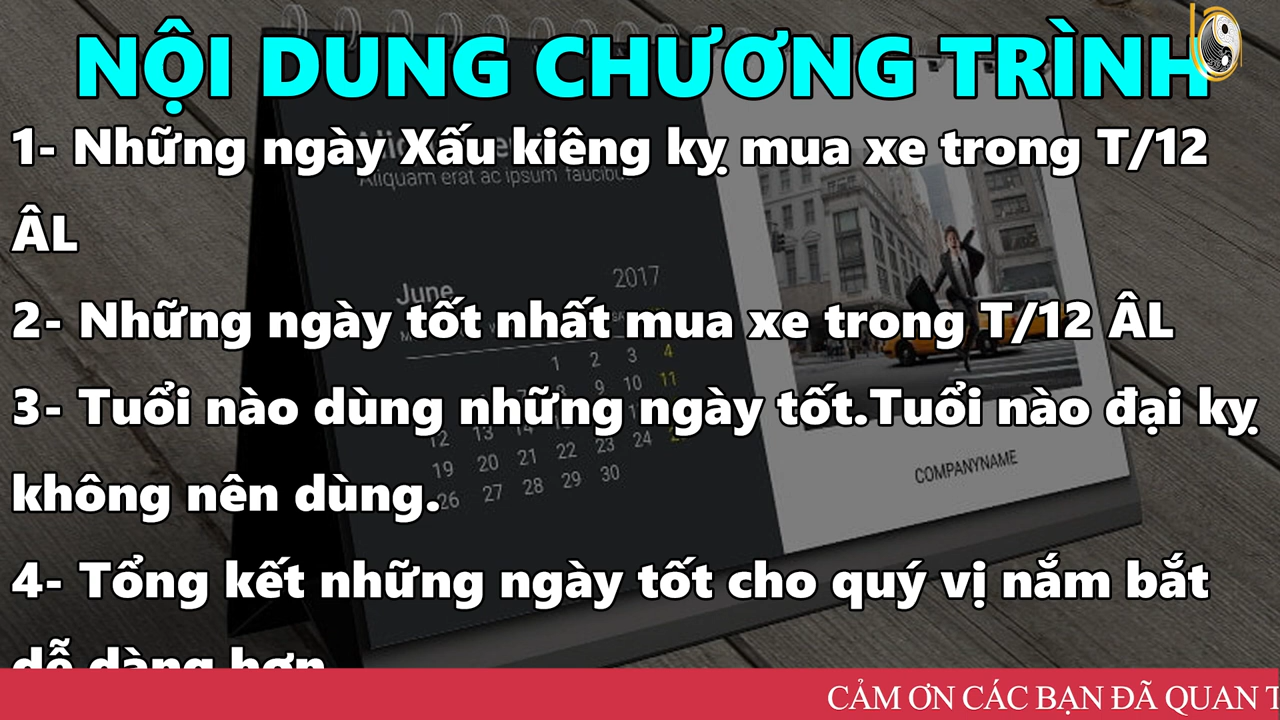 NỘI DUNG CHƯƠNG TRÌNH
1- Những ngày Xấu kiêng kỵ mua xe trong T/12
ÂL
2- Những ngày tốt nhất mua xe trong T/12 ÂL
3- Tuổi nào dùng những ngày tốt.Tuổi nào đại kỵ
không nên dùng.
4- Tổng kết những ngày tốt cho quý vị nắm bắt
dễ dàng hơn
Aliquam erat ac ipsum faucibus
June 2017
1 2 3 4
9 10 11
12 13 14
19 20 21 22 23 24
26 27 28 29 30
COMPANYNAME
CẢM ƠN CÁC BẠN ĐÃ QUAN T